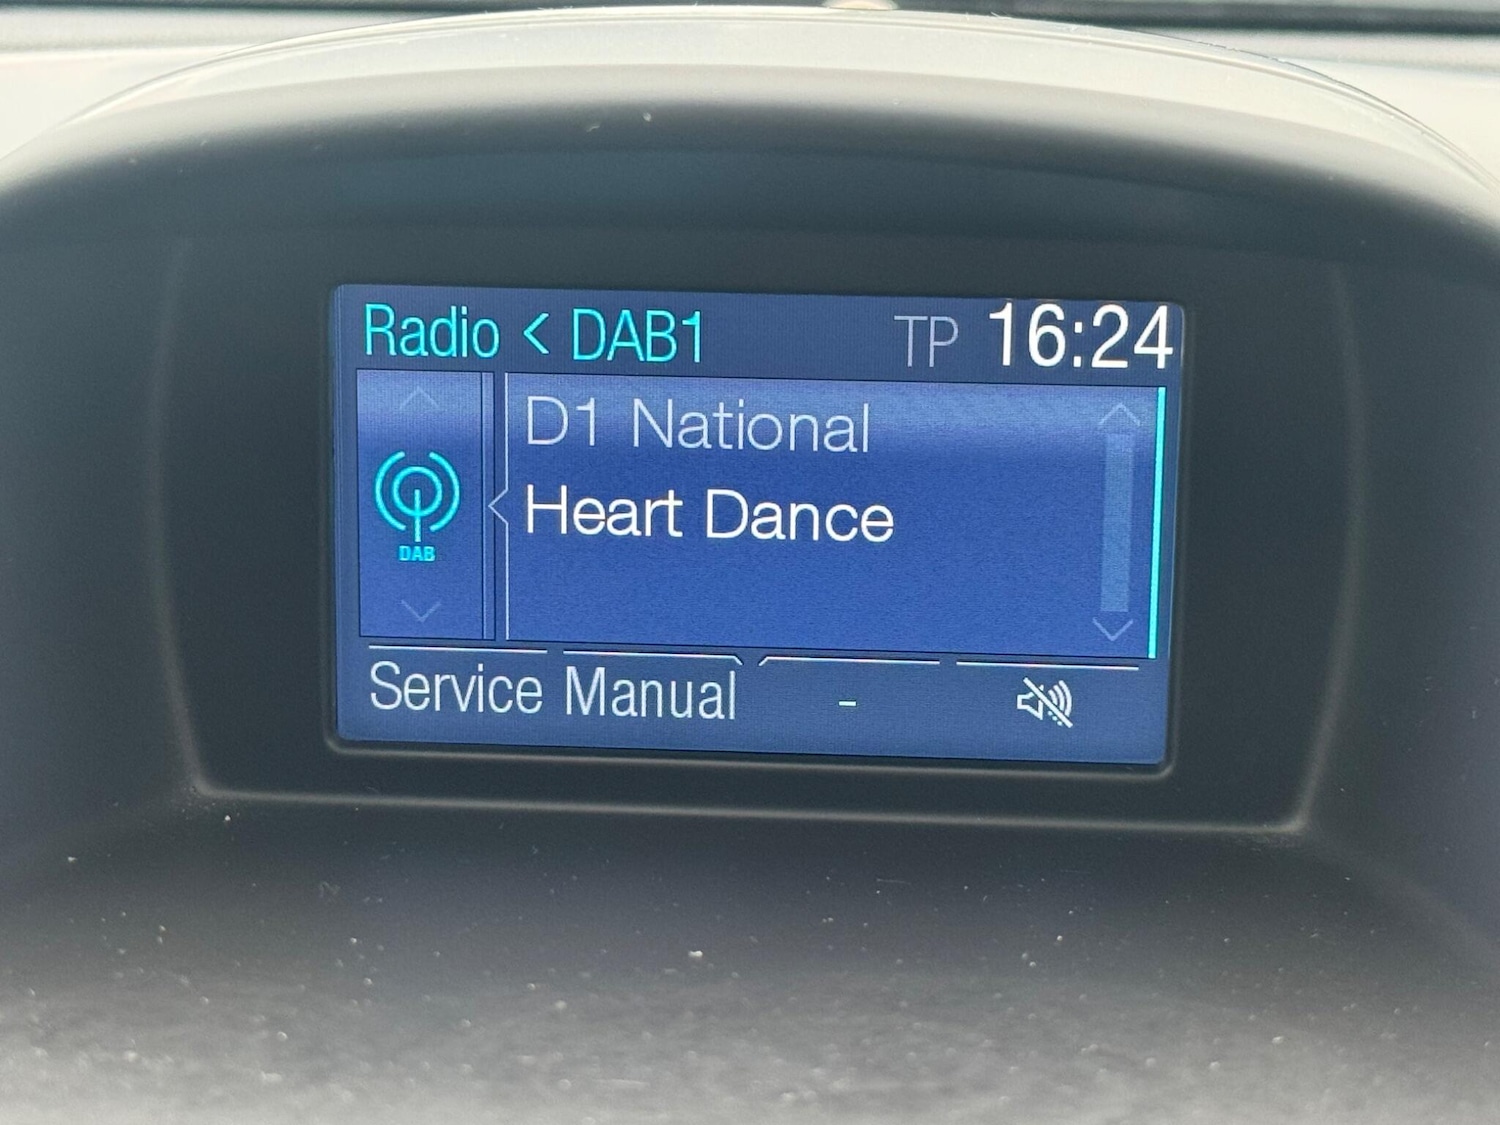 Radio < DAB1 TP 16:24
D1 National
Heart Dance
DAB
Service Manual -